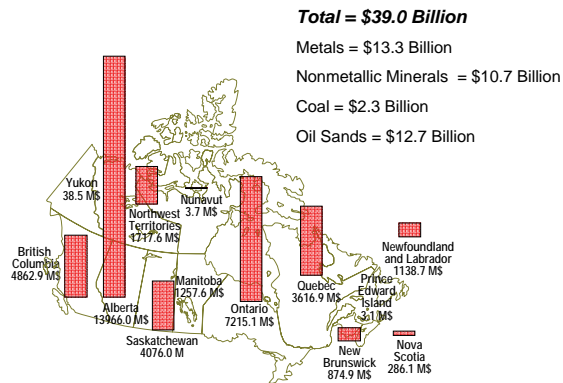 Total = $39.0 Billion
Metals = $13.3 Billion
Nonmetallic Minerals = $10.7 Billion
Coal = $2.3 Billion
Oil Sands = $12.7 Billion
Yukon
38.5 M$
Northwest
Territories
1717.6 M$
Nunavut
3.7 M$
British
Columbia
4862.9 M$
Alberta
13966.0 M$
Saskatchewan
4076.0 M
Manitoba
1257.6 M$
Ontario
7215.1 M$
Quebec
3616.9 M$
Newfoundland
and Labrador
1138.7 M$
Prince
Edward
Island
3.1 M$
New
Brunswick
874.9 M$
Nova
Scotia
286.1 M$